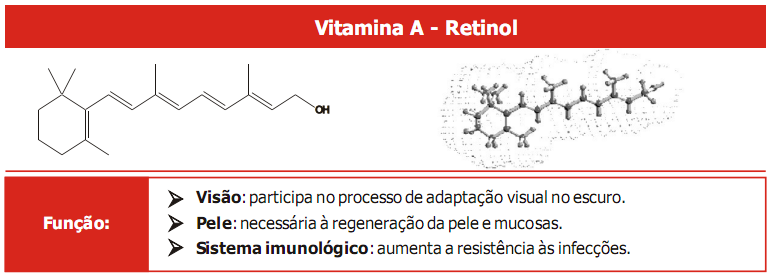 Vitamina A - Retinol
OH
Função:
Visão: participa no processo de adaptação visual no escuro.
Pele: necessária à regeneração da pele e mucosas.
Sistema imunológico: aumenta a resistência às infecções.